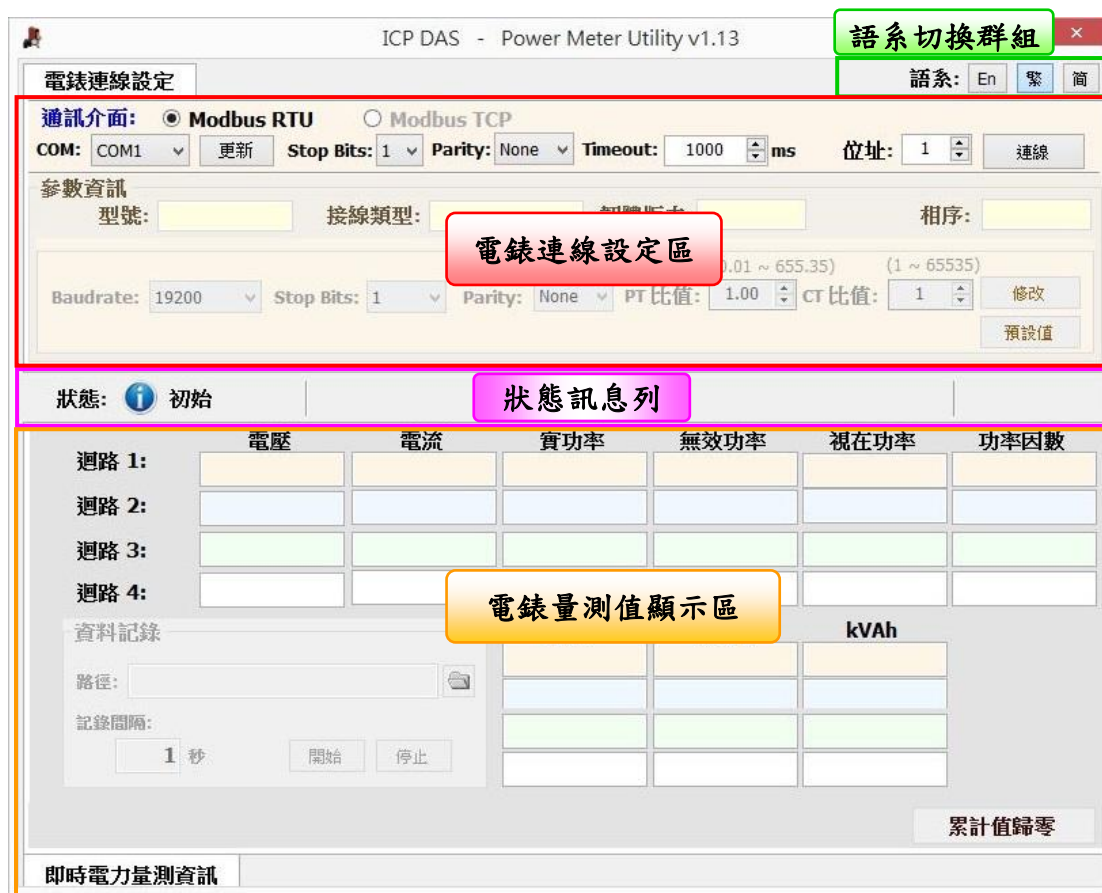 ICP DAS - Power Meter Utility v1.13
語系切換群組
×
電錶連線設定
語系: En 繁 简
通訊介面: Modbus RTU Modbus TCP
COM: COM1 更新 Stop Bits: 1 Parity: None Timeout: 1000 ms 位址: 1 連線
參數資訊
型號: 接線類型: 相序:
電錶連線設定區
.01 ~ 655.35) (1 ~ 65535)
Baudrate: 19200 Stop Bits: 1 Parity: None PT 比值: 1.00 CT 比值: 1 修改
預設值
狀態: 初始
狀態訊息列
電壓 電流 實功率 無效功率 視在功率 功率因數
迴路 1:
迴路 2:
迴路 3:
迴路 4:
電錶量測值顯示區
資料記錄
kVAh
路徑:
記錄間隔:
1 秒 開始 停止
累計值歸零
即時電力量測資訊